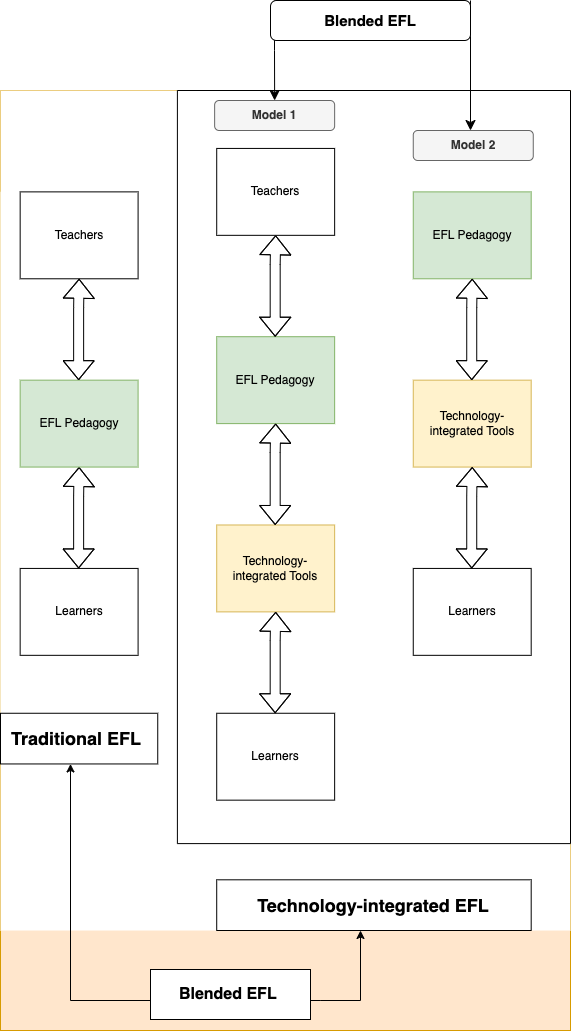 Blended EFL
Model 1
Model 2
Teachers
EFL Pedagogy
Learners
Teachers
EFL Pedagogy
Technology-
integrated Tools
Learners
EFL Pedagogy
Technology-
integrated Tools
Learners
Traditional EFL
Technology-integrated EFL
Blended EFL